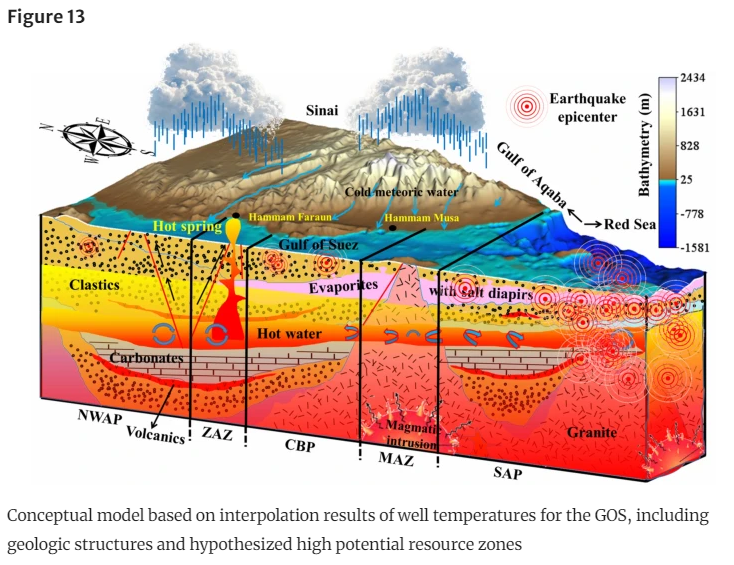 Figure 13
2434
Earthquake
epicenter
Sinai
1631
Bathymetry (m)
828
25
-778
-1581
N
E
W
S
Gulf of Aqaba
Cold meteoric water
Red Sea
Hot spring
Hammam Faraun
Hammam Musa
Gulf of Suez
Clastics
Evaporites
with salt diapirs
Hot water
Carbonates
NWAP
Volcanics
ZAZ
CBP
Magmatic
intrusion
MAZ
Granite
SAP
Conceptual model based on interpolation results of well temperatures for the GOS, including
geologic structures and hypothesized high potential resource zones